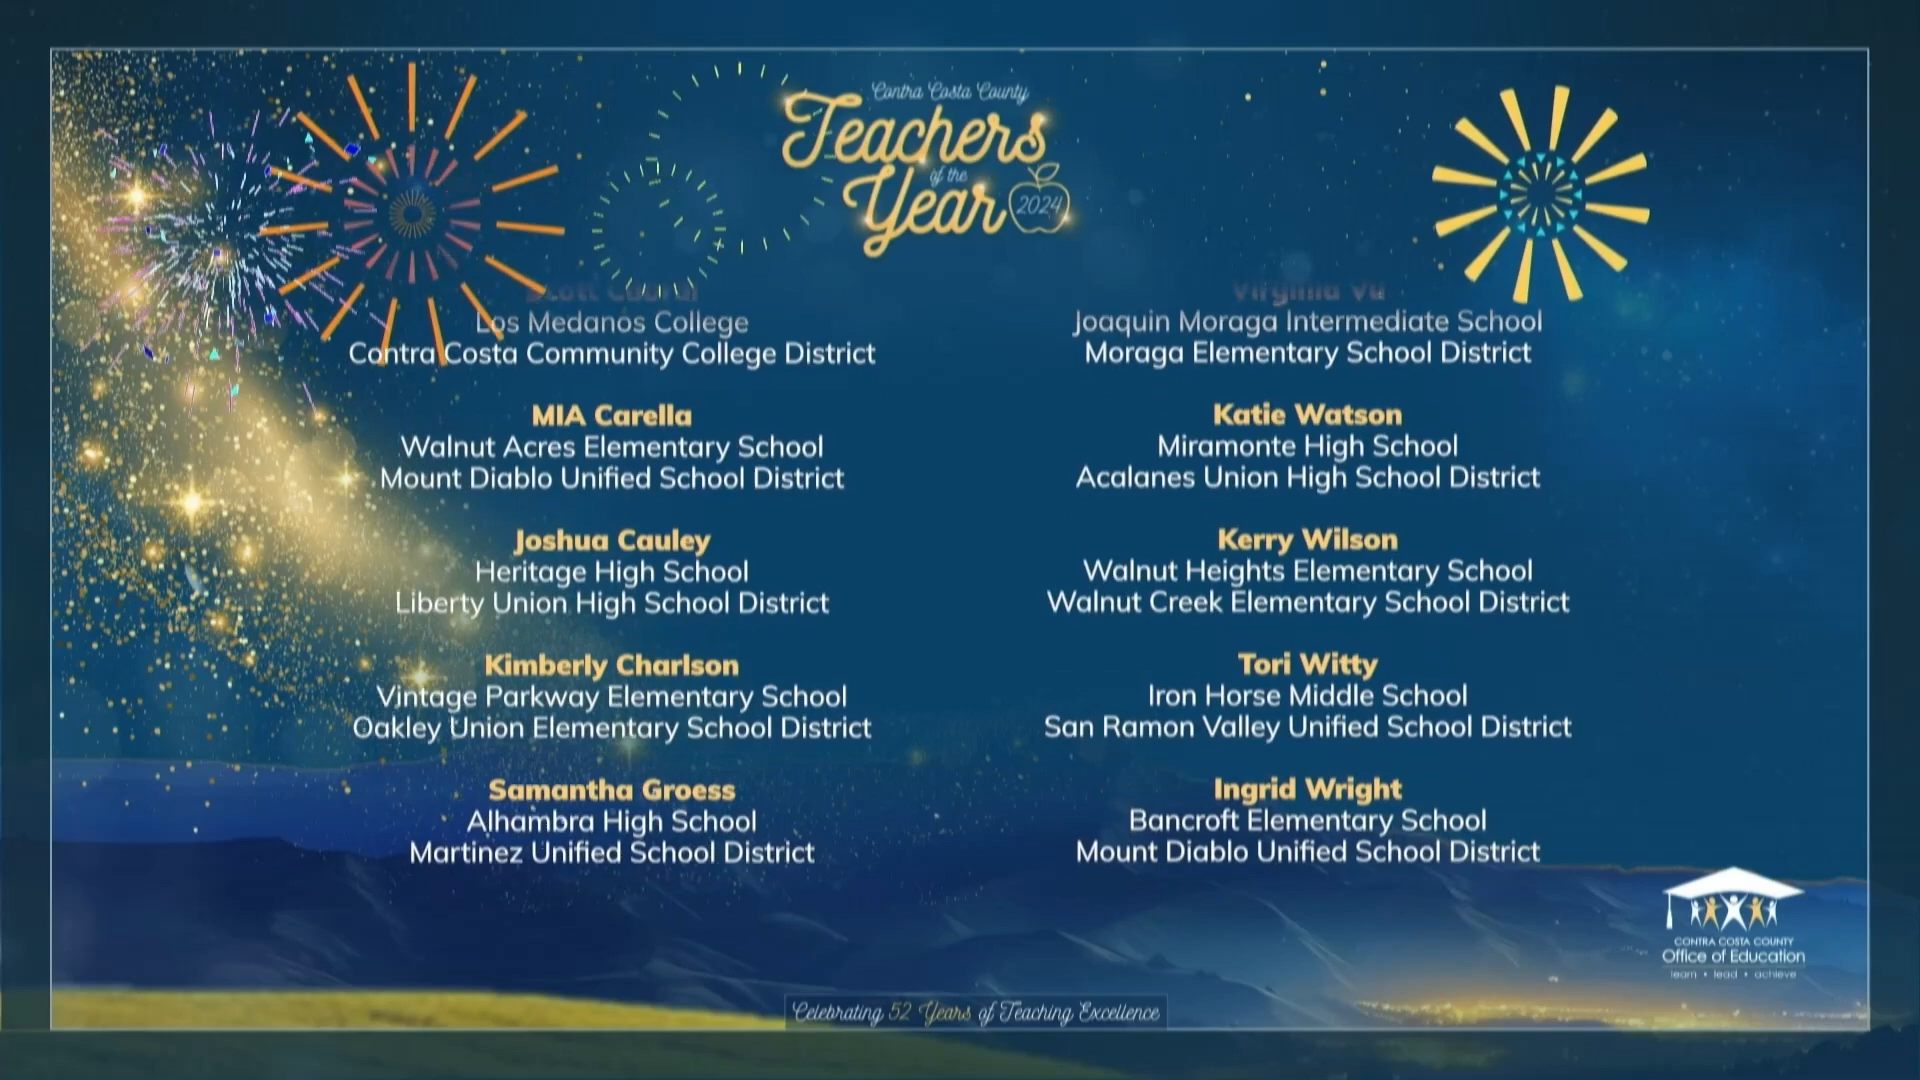 Contra Costa County
Teachers
of the
Year
2024
Los Medanos College
Contra Costa Community College District
MIA Carella
Walnut Acres Elementary School
Mount Diablo Unified School District
Joshua Cauley
Heritage High School
Liberty Union High School District
Kimberly Charlson
Vintage Parkway Elementary School
Oakley Union Elementary School District
Samantha Groess
Alhambra High School
Martinez Unified School District
Virginia Vu
Joaquin Moraga Intermediate School
Moraga Elementary School District
Katie Watson
Miramonte High School
Acalanes Union High School District
Kerry Wilson
Walnut Heights Elementary School
Walnut Creek Elementary School District
Tori Witty
Iron Horse Middle School
San Ramon Valley Unified School District
Ingrid Wright
Bancroft Elementary School
Mount Diablo Unified School District
CONTRA COSTA COUNTY
Office of Education
learn • lead • achieve
Celebrating 52 Years of Teaching Excellence